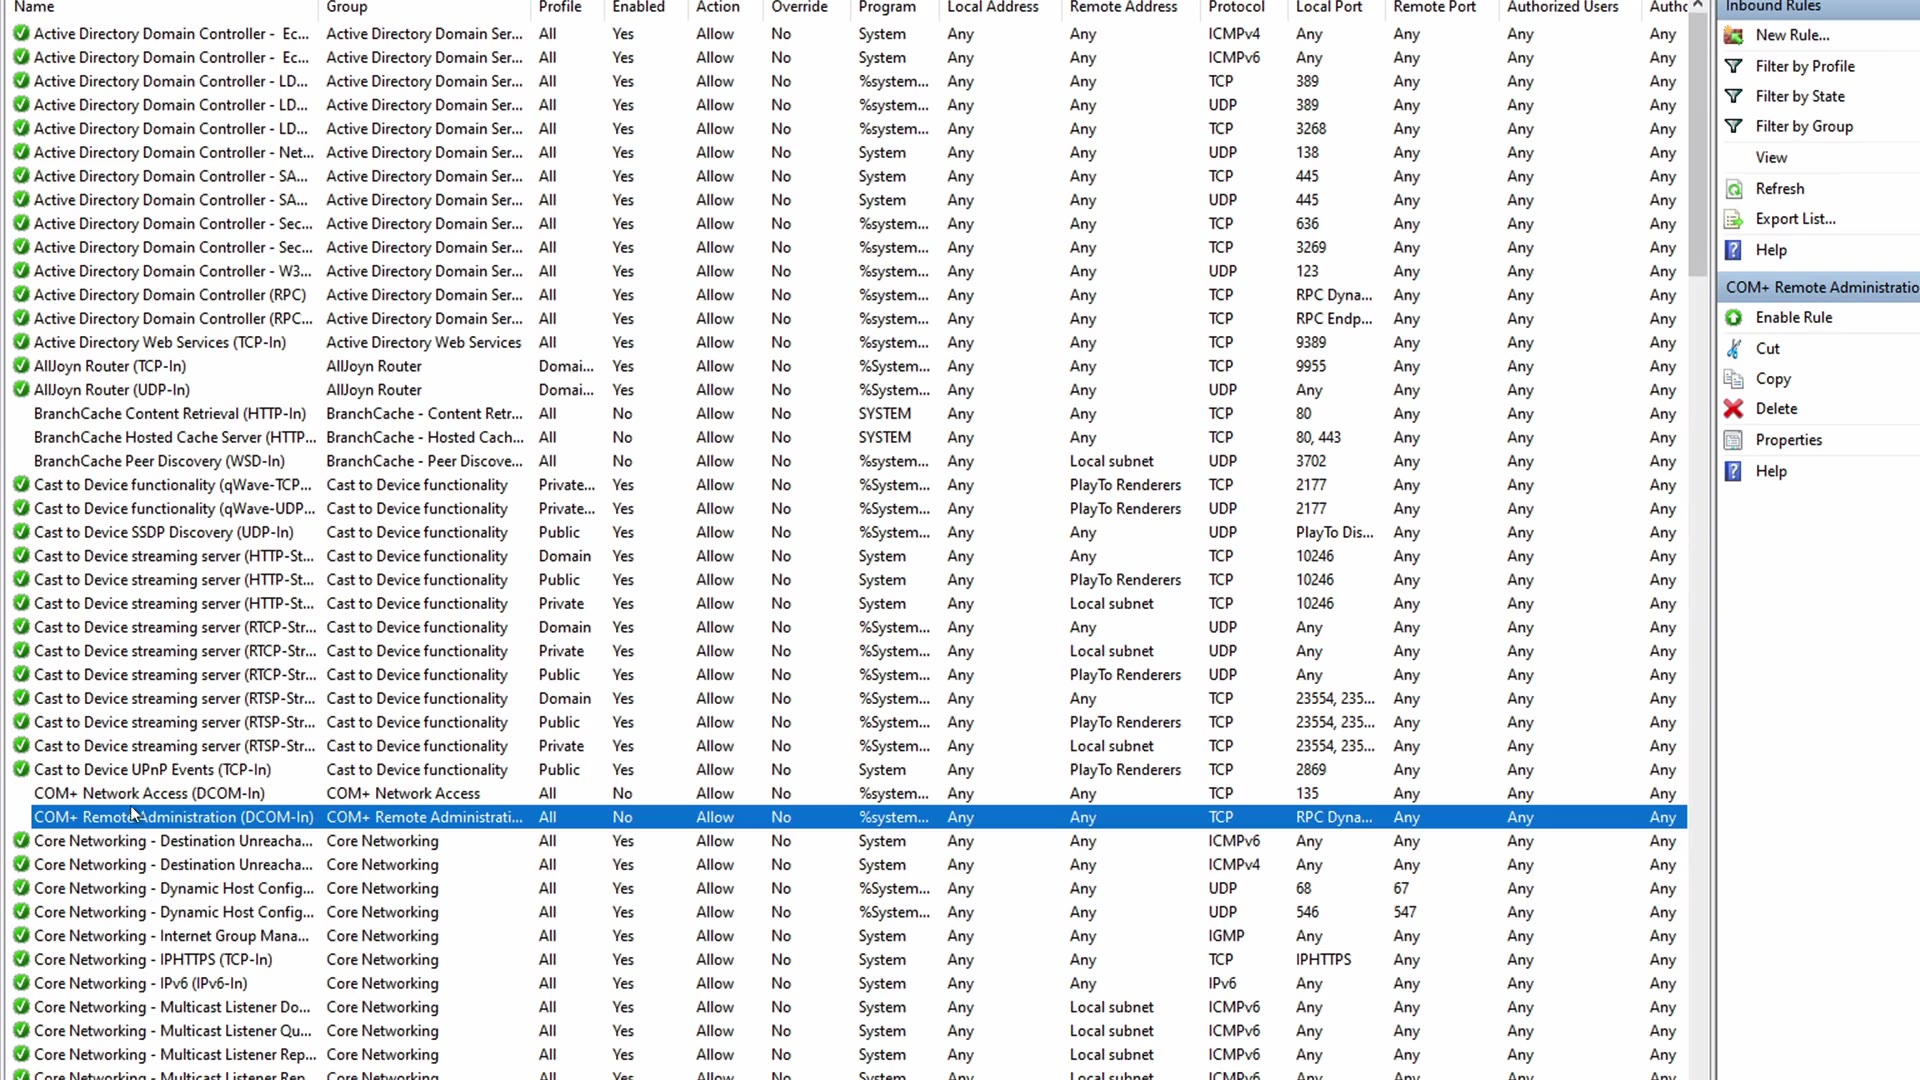 Name Group Profile Enabled Action Override Program Local Address Remote Address Protocol Local Port Remote Port Authorized Users Autho
Active Directory Domain Controller - Ec... Active Directory Domain Ser... All Yes Allow No System Any Any ICMPv4 Any Any Any Any
Active Directory Domain Controller - Ec... Active Directory Domain Ser... All Yes Allow No System Any Any ICMPv6 Any Any Any Any
Active Directory Domain Controller - LD... Active Directory Domain Ser... All Yes Allow No %system... Any Any TCP 389 Any Any Any
Active Directory Domain Controller - LD... Active Directory Domain Ser... All Yes Allow No %system... Any Any UDP 389 Any Any Any
Active Directory Domain Controller - LD... Active Directory Domain Ser... All Yes Allow No %system... Any Any TCP 3268 Any Any Any
Active Directory Domain Controller - Net... Active Directory Domain Ser... All Yes Allow No System Any Any UDP 138 Any Any Any
Active Directory Domain Controller - SA... Active Directory Domain Ser... All Yes Allow No System Any Any TCP 445 Any Any Any
Active Directory Domain Controller - SA... Active Directory Domain Ser... All Yes Allow No System Any Any UDP 445 Any Any Any
Active Directory Domain Controller - Sec... Active Directory Domain Ser... All Yes Allow No %system... Any Any TCP 636 Any Any Any
Active Directory Domain Controller - Sec... Active Directory Domain Ser... All Yes Allow No %system... Any Any TCP 3269 Any Any Any
Active Directory Domain Controller - W3... Active Directory Domain Ser... All Yes Allow No %system... Any Any UDP 123 Any Any Any
Active Directory Domain Controller (RPC) Active Directory Domain Ser... All Yes Allow No %system... Any Any TCP RPC Dyna... Any Any Any
Active Directory Domain Controller (RPC... Active Directory Domain Ser... All Yes Allow No %system... Any Any TCP RPC Endp... Any Any Any
Active Directory Web Services (TCP-In) Active Directory Web Services All Yes Allow No %system... Any Any TCP 9389 Any Any Any
AllJoyn Router (TCP-In) AllJoyn Router Domai... Yes Allow No %System... Any Any TCP 9955 Any Any Any
AllJoyn Router (UDP-In) AllJoyn Router Domai... Yes Allow No %System... Any Any UDP Any Any Any Any
BranchCache Content Retrieval (HTTP-In) BranchCache - Content Retr... All No Allow No SYSTEM Any Any TCP 80 Any Any Any
BranchCache Hosted Cache Server (HTTP... BranchCache - Hosted Cach... All No Allow No SYSTEM Any Any TCP 80, 443 Any Any Any
BranchCache Peer Discovery (WSD-In) BranchCache - Peer Discove... All No Allow No %system... Any Local subnet UDP 3702 Any Any Any
Cast to Device functionality (qWave-TCP... Cast to Device functionality Private... Yes Allow No %System... Any PlayTo Renderers TCP 2177 Any Any Any
Cast to Device functionality (qWave-UDP... Cast to Device functionality Private... Yes Allow No %System... Any PlayTo Renderers UDP 2177 Any Any Any
Cast to Device SSDP Discovery (UDP-In) Cast to Device functionality Public Yes Allow No %System... Any Any UDP PlayTo Dis... Any Any Any
Cast to Device streaming server (HTTP-St... Cast to Device functionality Domain Yes Allow No System Any Any TCP 10246 Any Any Any
Cast to Device streaming server (HTTP-St... Cast to Device functionality Public Yes Allow No System Any PlayTo Renderers TCP 10246 Any Any Any
Cast to Device streaming server (HTTP-St... Cast to Device functionality Private Yes Allow No System Any Local subnet TCP 10246 Any Any Any
Cast to Device streaming server (RTCP-Str... Cast to Device functionality Domain Yes Allow No %System... Any Any UDP Any Any Any Any
Cast to Device streaming server (RTCP-Str... Cast to Device functionality Private Yes Allow No %System... Any Local subnet UDP Any Any Any Any
Cast to Device streaming server (RTCP-Str... Cast to Device functionality Public Yes Allow No %System... Any PlayTo Renderers UDP Any Any Any Any
Cast to Device streaming server (RTSP-Str... Cast to Device functionality Domain Yes Allow No %System... Any Any TCP 23554, 235... Any Any Any
Cast to Device streaming server (RTSP-Str... Cast to Device functionality Public Yes Allow No %System... Any PlayTo Renderers TCP 23554, 235... Any Any Any
Cast to Device streaming server (RTSP-Str... Cast to Device functionality Private Yes Allow No %System... Any Local subnet TCP 23554, 235... Any Any Any
Cast to Device UPnP Events (TCP-In) Cast to Device functionality Public Yes Allow No System Any PlayTo Renderers TCP 2869 Any Any Any
COM+ Network Access (DCOM-In) COM+ Network Access All No Allow No %system... Any Any TCP 135 Any Any Any
COM+ Remote Administration (DCOM-In) COM+ Remote Administrati... All No Allow No %system... Any Any TCP RPC Dyna... Any Any Any
Core Networking - Destination Unreacha... Core Networking All Yes Allow No System Any Any ICMPv6 Any Any Any Any
Core Networking - Destination Unreacha... Core Networking All Yes Allow No System Any Any ICMPv4 Any Any Any Any
Core Networking - Dynamic Host Config... Core Networking All Yes Allow No %System... Any Any UDP 68 67 Any Any
Core Networking - Dynamic Host Config... Core Networking All Yes Allow No %System... Any Any UDP 546 547 Any Any
Core Networking - Internet Group Mana... Core Networking All Yes Allow No System Any Any IGMP Any Any Any Any
Core Networking - IPHTTPS (TCP-In) Core Networking All Yes Allow No System Any Any TCP IPHTTPS Any Any Any
Core Networking - IPv6 (IPv6-In) Core Networking All Yes Allow No System Any Any IPv6 Any Any Any Any
Core Networking - Multicast Listener Do... Core Networking All Yes Allow No System Any Local subnet ICMPv6 Any Any Any Any
Core Networking - Multicast Listener Qu... Core Networking All Yes Allow No System Any Local subnet ICMPv6 Any Any Any Any
Core Networking - Multicast Listener Rep... Core Networking All Yes Allow No System Any Local subnet ICMPv6 Any Any Any Any
Core Networking - Multicast Listener Rep... Core Networking All Yes Allow No System Any Local subnet ICMPv6 Any Any Any Any
Inbound Rules
New Rule...
Filter by Profile
Filter by State
Filter by Group
View
Refresh
Export List...
Help
COM+ Remote Administratio
Enable Rule
Cut
Copy
Delete
Properties
Help